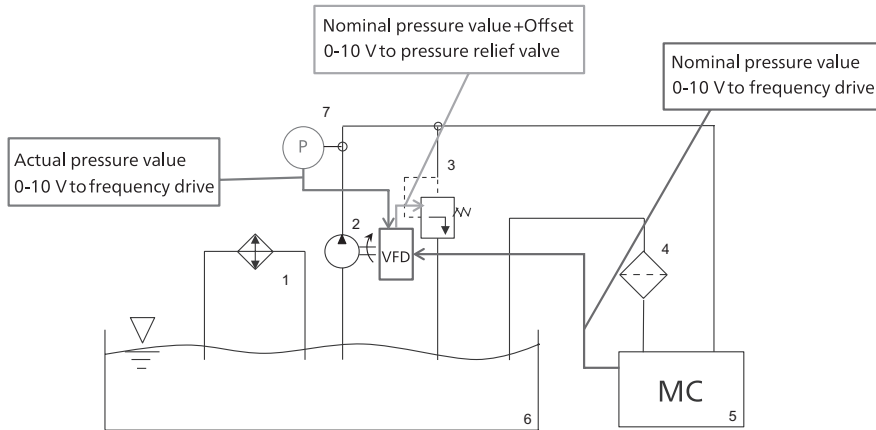 Nominal pressure value+Offset
0-10 V to pressure relief valve
Nominal pressure value
0-10 V to frequency drive
7
P
Actual pressure value
0-10 V to frequency drive
3
2
VFD
4
1
MC
5
6